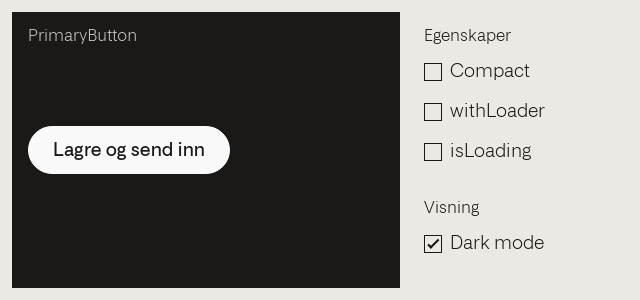 PrimaryButton
Lagre og send inn
Egenskaper
Compact
withLoader
isLoading
Visning
Dark mode